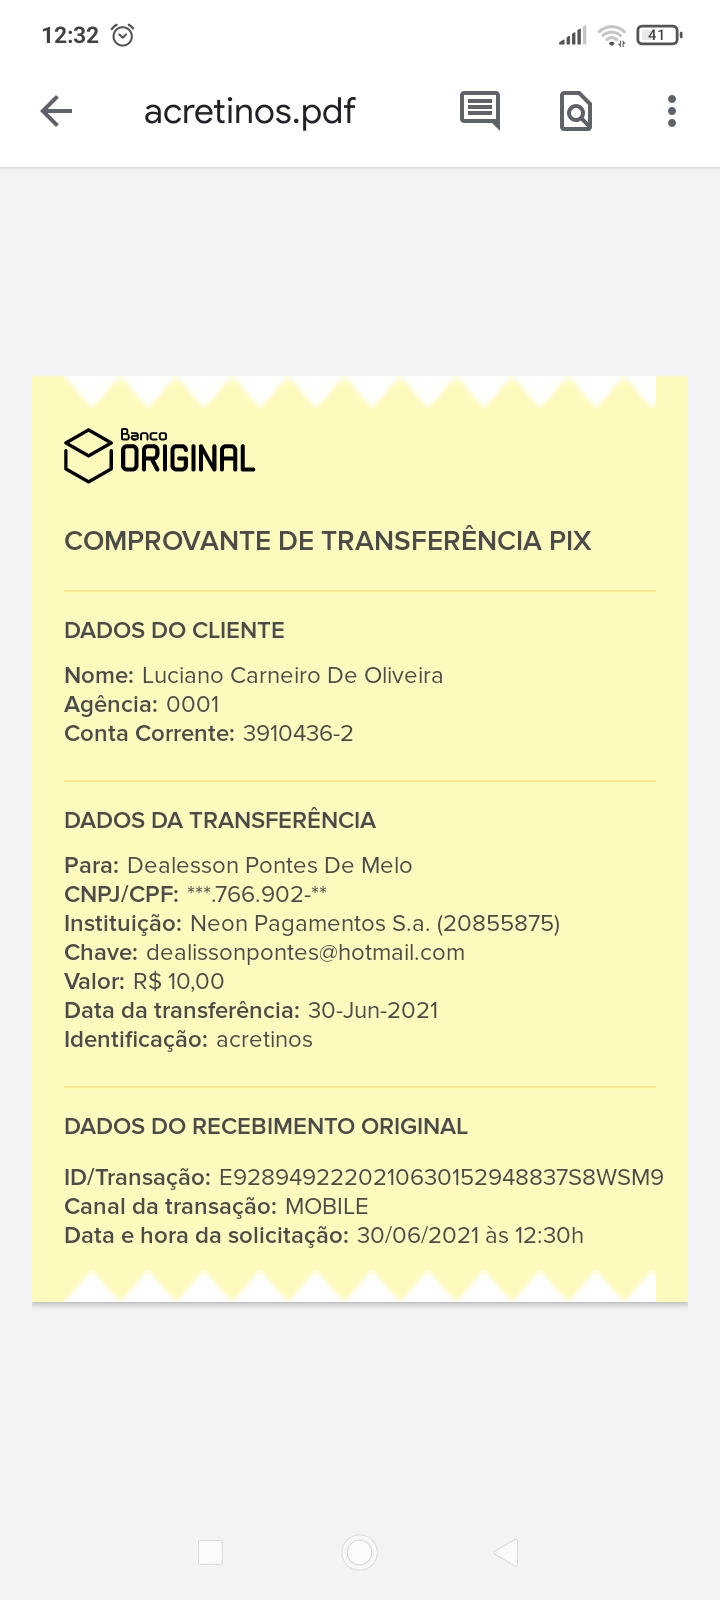 12:32
41
acretinos.pdf
Banco
ORIGINAL
COMPROVANTE DE TRANSFERÊNCIA PIX
DADOS DO CLIENTE
Nome: Luciano Carneiro De Oliveira
Agência: 0001
Conta Corrente: 3910436-2
DADOS DA TRANSFERÊNCIA
Para: Dealesson Pontes De Melo
CNPJ/CPF: ***.766.902-**
Instituição: Neon Pagamentos S.a. (20855875)
Chave: dealissonpontes@hotmail.com
Valor: R$ 10,00
Data da transferência: 30-Jun-2021
Identificação: acretinos
DADOS DO RECEBIMENTO ORIGINAL
ID/Transação: E9289492220210630152948837S8WSM9
Canal da transação: MOBILE
Data e hora da solicitação: 30/06/2021 às 12:30h